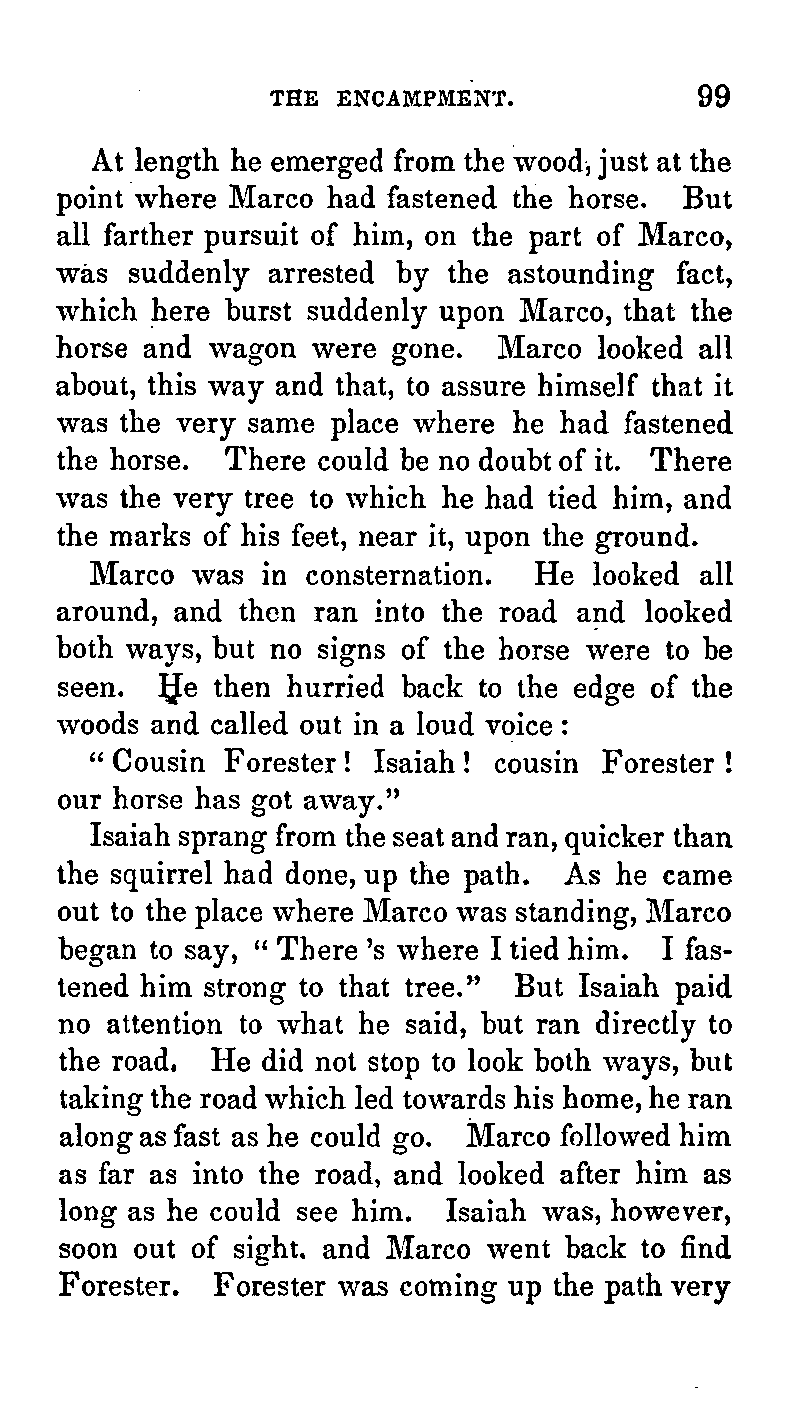 THE ENCAMPMENT. 99
At length he emerged from the wood, just at the
point where Marco had fastened the horse. But
all farther pursuit of him, on the part of Marco,
was suddenly arrested by the astounding fact,
which here burst suddenly upon Marco, that the
horse and wagon were gone. Marco looked all
about, this way and that, to assure himself that it
was the very same place where he had fastened
the horse. There could be no doubt of it. There
was the very tree to which he had tied him, and
the marks of his feet, near it, upon the ground.
Marco was in consternation. He looked all
around, and then ran into the road and looked
both ways, but no signs of the horse were to be
seen. He then hurried back to the edge of the
woods and called out in a loud voice :
“ Cousin Forester ! Isaiah ! cousin Forester !
our horse has got away.”
Isaiah sprang from the seat and ran, quicker than
the squirrel had done, up the path. As he came
out to the place where Marco was standing, Marco
began to say, “ There 's where I tied him. I fas-
tened him strong to that tree.” But Isaiah paid
no attention to what he said, but ran directly to
the road. He did not stop to look both ways, but
taking the road which led towards his home, he ran
along as fast as he could go. Marco followed him
as far as into the road, and looked after him as
long as he could see him. Isaiah was, however,
soon out of sight. and Marco went back to find
Forester. Forester was coming up the path very